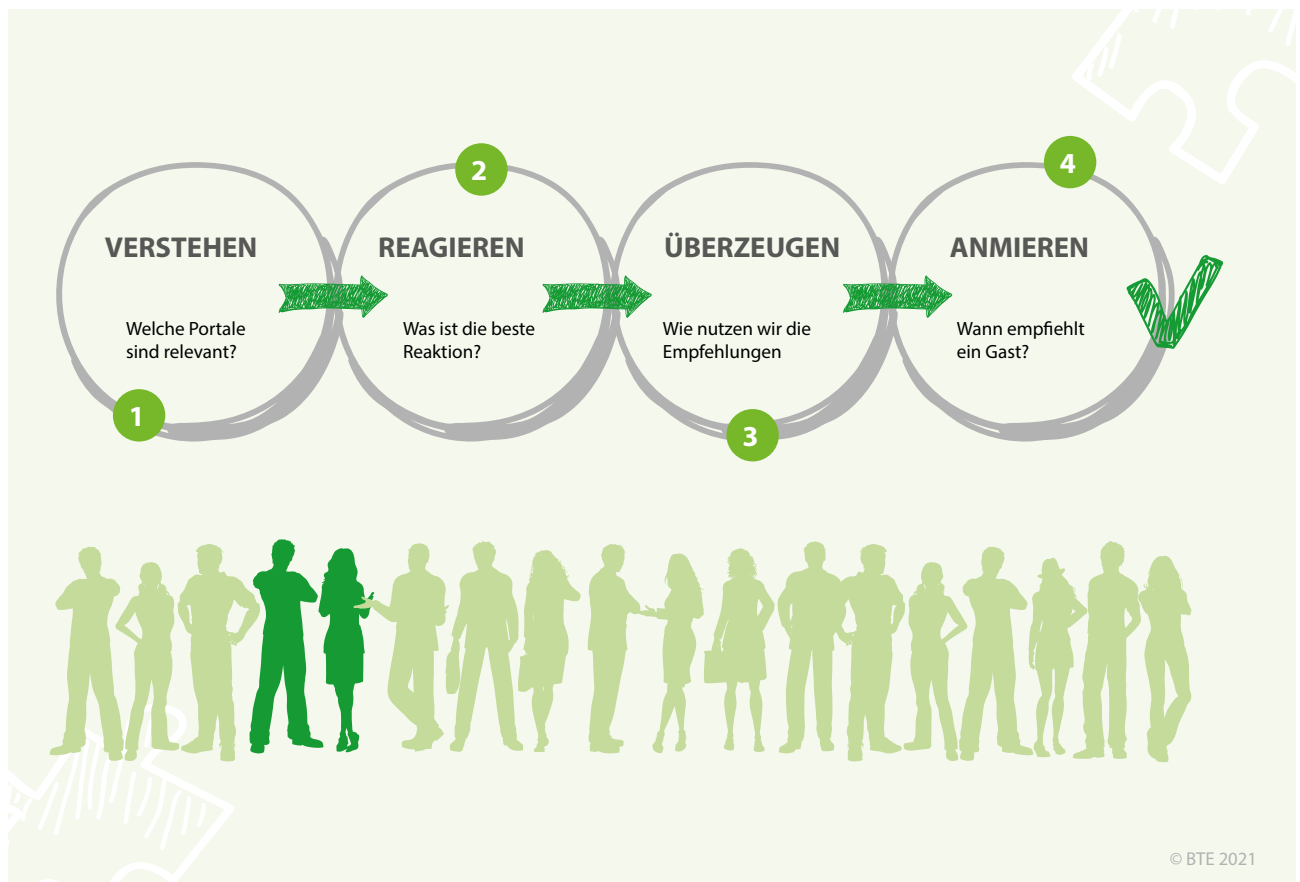 1
VERSTEHEN
Welche Portale
sind relevant?
2
REAGIEREN
Was ist die beste
Reaktion?
3
ÜBERZEUGEN
Wie nutzen wir die
Empfehlungen
4
ANMIEREN
Wann empfiehlt
ein Gast?
© BTE 2021